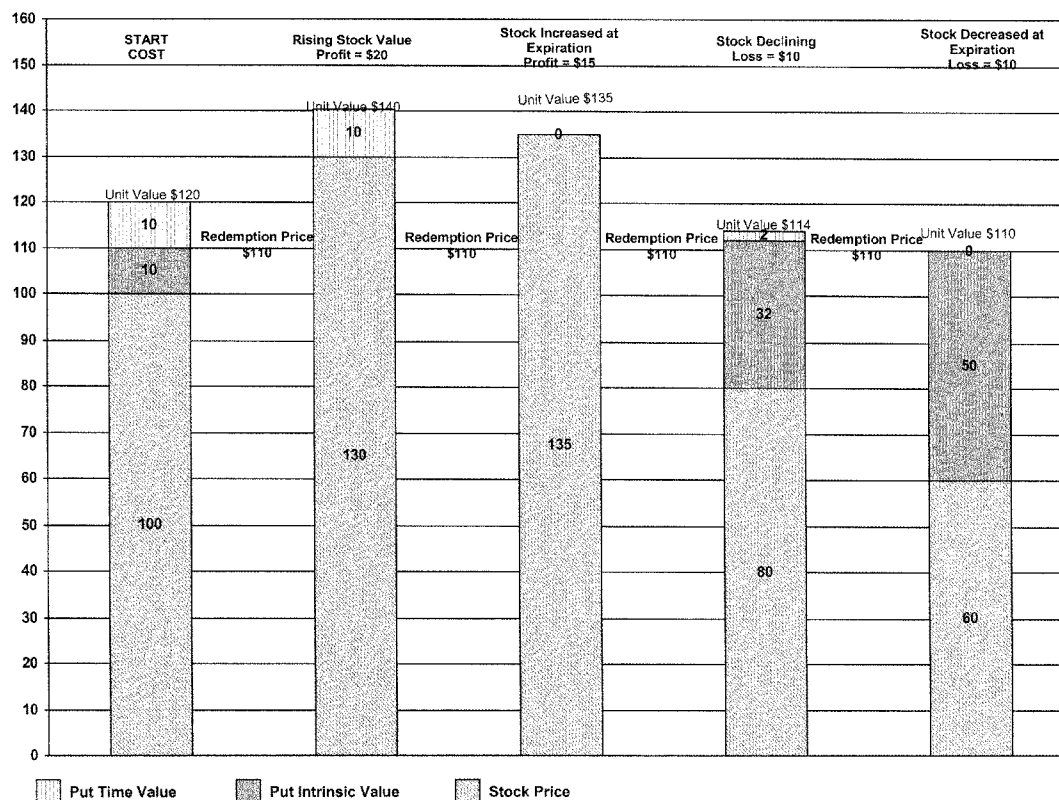 160
150
140
130
120
110
100
90
80
70
60
50
40
30
20
10
0
START
COST
Rising Stock Value
Profit = $20
Stock Increased at
Expiration
Profit = $15
Stock Declining
Loss = $10
Stock Decreased at
Expiration
Loss = $10
Unit Value $120
10
10
100
Redemption Price
$110
Unit Value $140
10
130
Redemption Price
$110
Unit Value $135
0
135
Redemption Price
$110
Unit Value $114
2
32
80
Redemption Price
$110
Unit Value $110
0
50
60
Put Time Value
Put Intrinsic Value
Stock Price